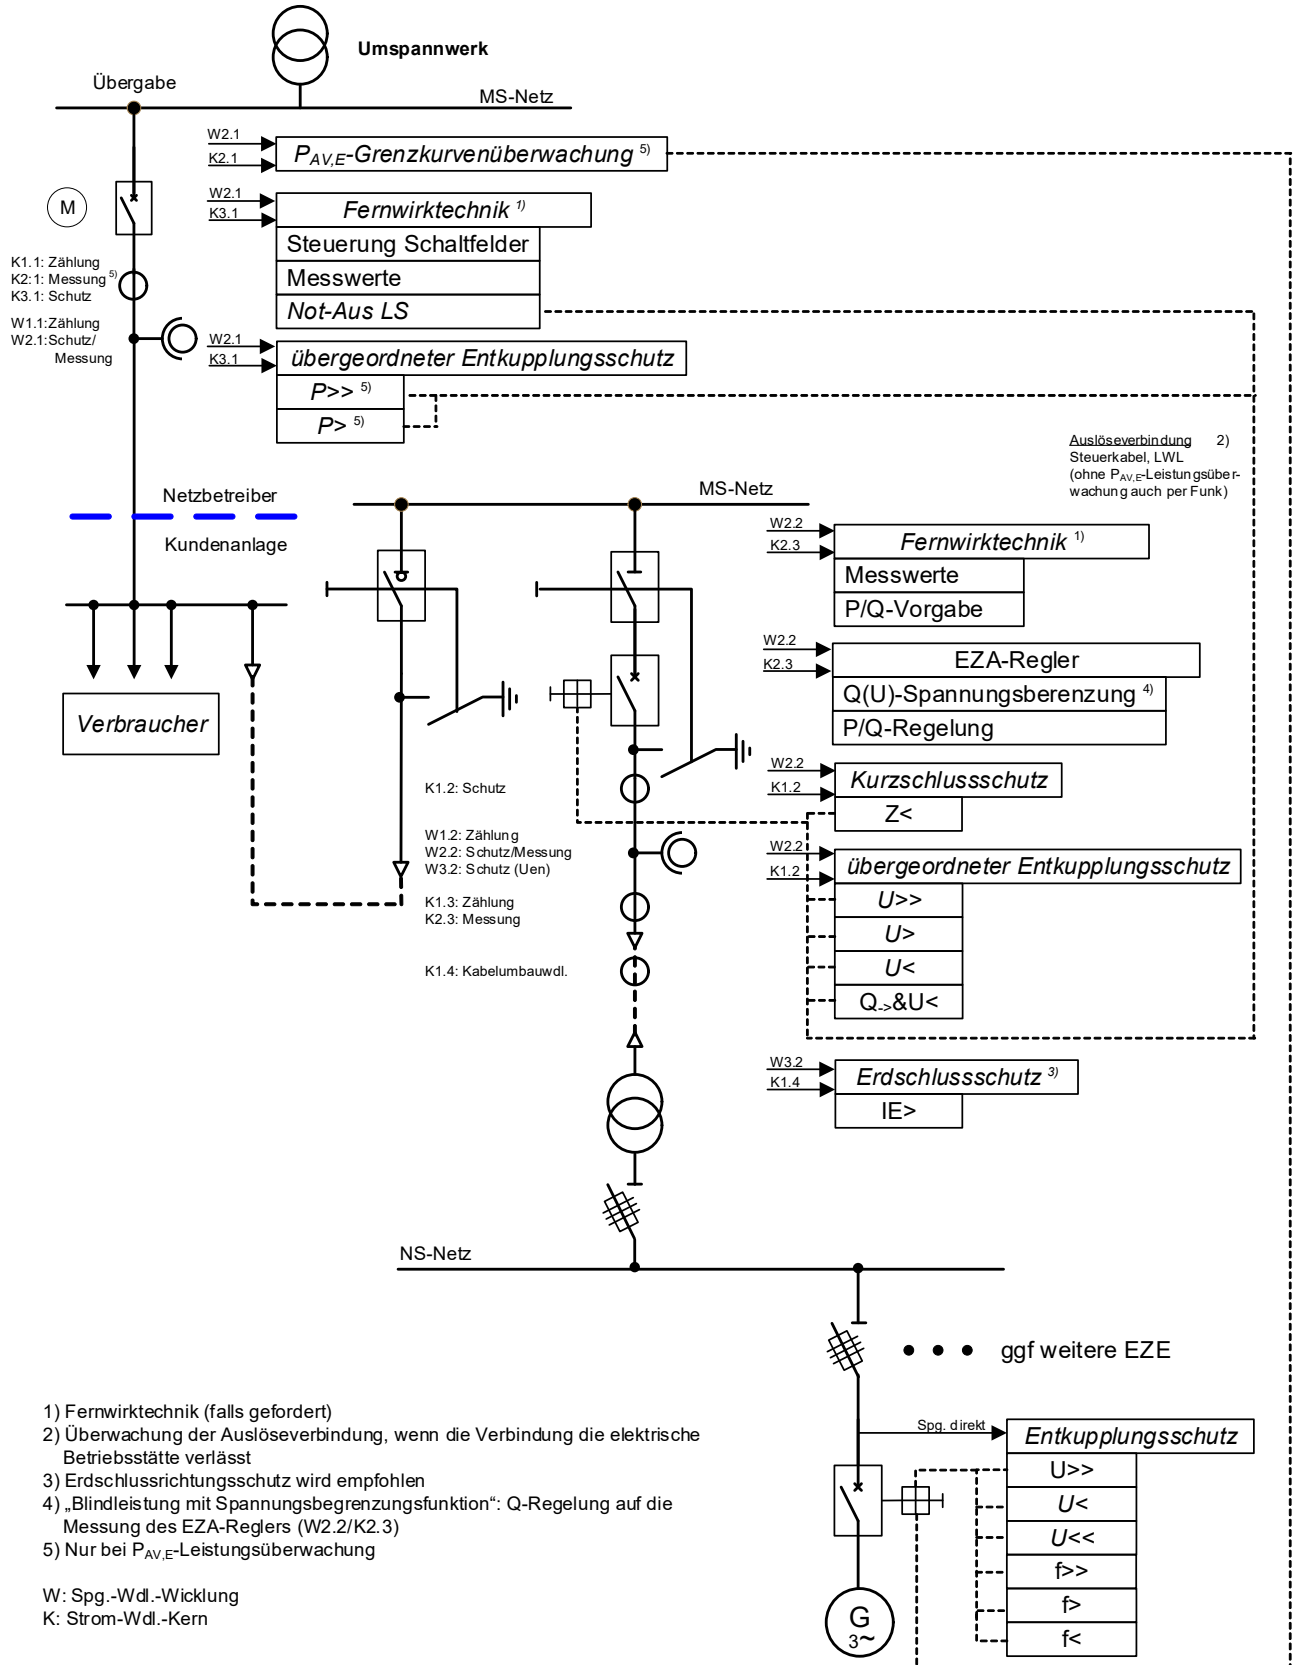 Umspannwerk
Übergabe
MS-Netz
W2.1
K2.1
P_AV,E-Grenzkurvenüberwachung 5)
M
W2.1
K3.1
Fernwirktechnik 1)
Steuerung Schaltfelder
Messwerte
Not-Aus LS
K1.1: Zählung
K2:1: Messung 5)
K3.1: Schutz
W1.1:Zählung
W2.1:Schutz/
Messung
W2.1
K3.1
übergeordneter Entkupplungsschutz
P>> 5)
P> 5)
Auslöseverbindung 2)
Steuerkabel, LWL
(ohne P_AV,E-Leistungsüber-
wachung auch per Funk)
Netzbetreiber
Kundenanlage
MS-Netz
Verbraucher
W2.2
K2.3
Fernwirktechnik 1)
Messwerte
P/Q-Vorgabe
W2.2
K2.3
EZA-Regler
Q(U)-Spannungsberenzung 4)
P/Q-Regelung
W2.2
K1.2
Kurzschlussschutz
Z<
K1.2: Schutz
W1.2: Zählung
W2.2: Schutz/Messung
W3.2: Schutz (Uen)
K1.3: Zählung
K2.3: Messung
K1.4: Kabelumbauwdl.
W2.2
K1.2
übergeordneter Entkupplungsschutz
U>>
U>
U<
Q->&U<
W3.2
K1.4
Erdschlussschutz 3)
IE>
NS-Netz
ggf weitere EZE
Spg. direkt
Entkupplungsschutz
U>>
U<
U<<
f>>
f>
f<
G
3~
1) Fernwirktechnik (falls gefordert)
2) Überwachung der Auslöseverbindung, wenn die Verbindung die elektrische
Betriebsstätte verlässt
3) Erdschlussrichtungsschutz wird empfohlen
4) „Blindleistung mit Spannungsbegrenzungsfunktion“: Q-Regelung auf die
Messung des EZA-Reglers (W2.2/K2.3)
5) Nur bei P_AV,E-Leistungsüberwachung
W: Spg.-Wdl.-Wicklung
K: Strom-Wdl.-Kern